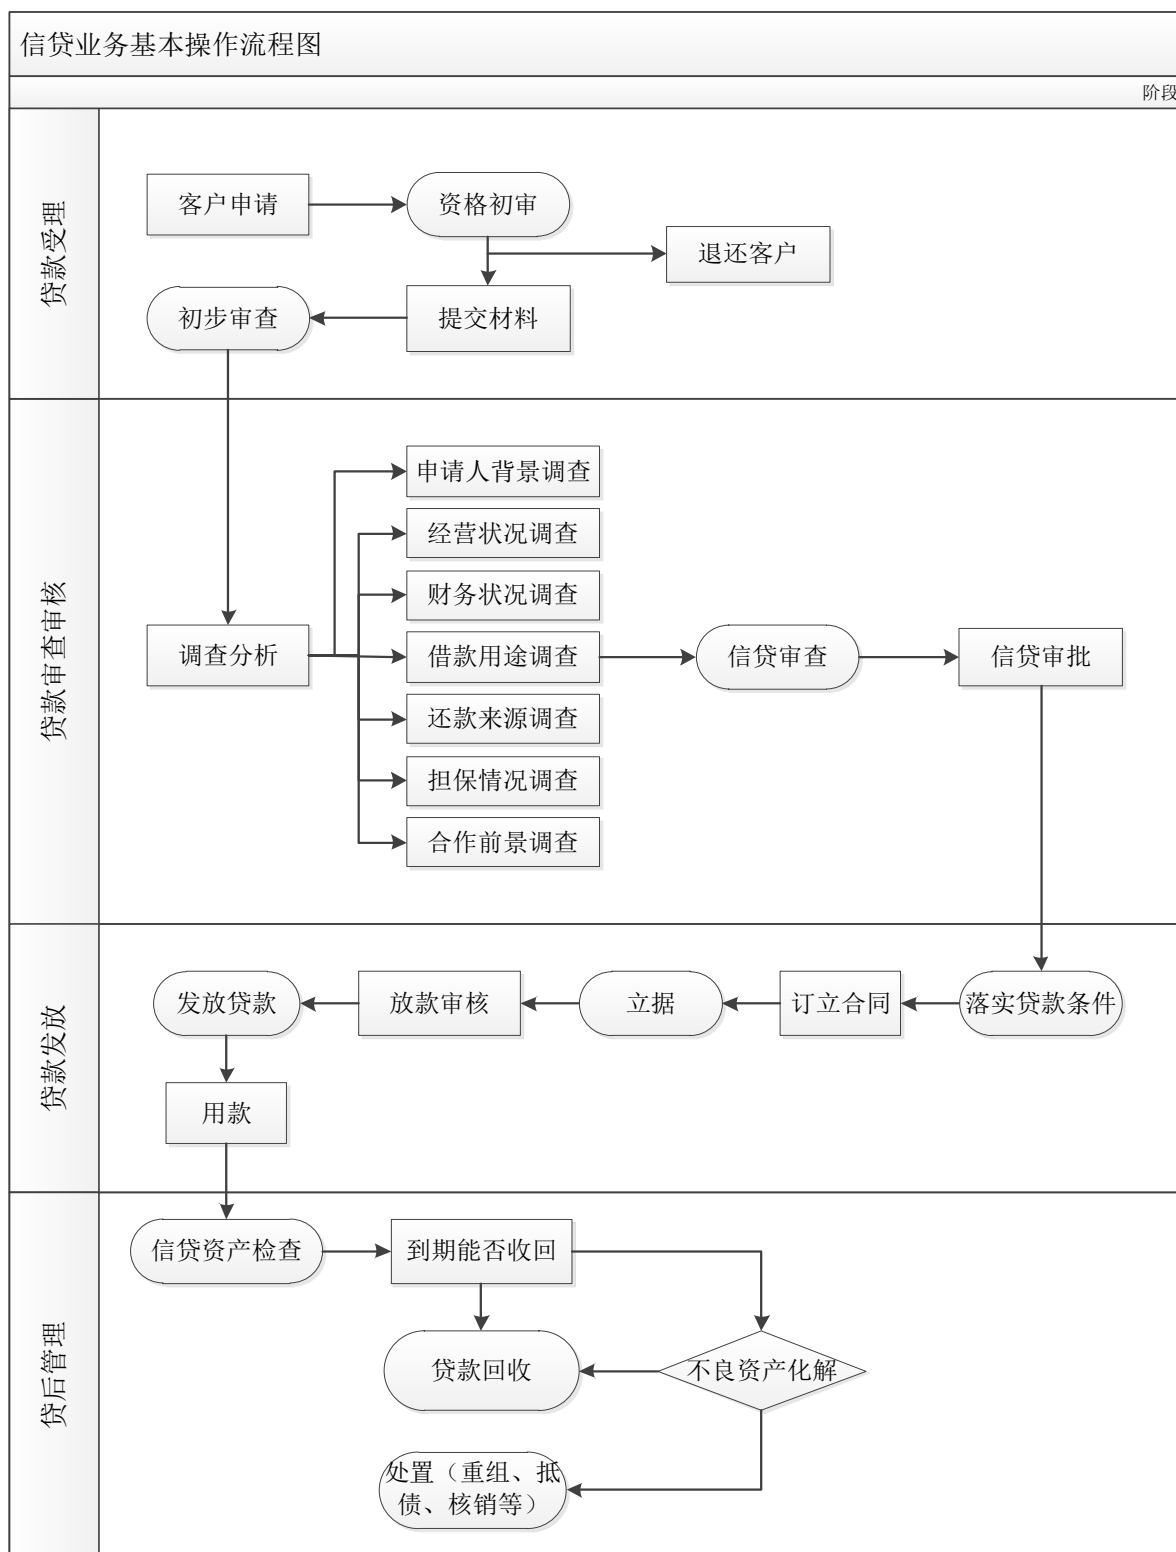 信贷业务基本操作流程图
阶段
贷款受理
客户申请
资格初审
退还客户
初步审查
提交材料
贷款审查审核
申请人背景调查
经营状况调查
财务状况调查
调查分析
借款用途调查
信贷审查
信贷审批
还款来源调查
担保情况调查
合作前景调查
贷款发放
发放贷款
放款审核
立据
订立合同
落实贷款条件
用款
贷后管理
信贷资产检查
到期能否收回
贷款回收
不良资产化解
处置（重组、抵
债、核销等）